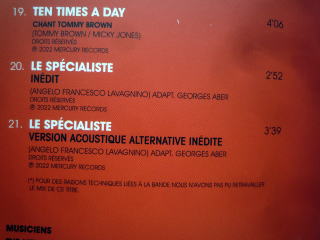 19. TEN TIMES A DAY 4'06
CHANT TOMMY BROWN
(TOMMY BROWN / MICKY JONES)
DROITS RÉSERVÉS
℗ 2022 MERCURY RECORDS
20. LE SPÉCIALISTE 2'52
INÉDIT
(ANGELO FRANCESCO LAVAGNINO) ADAPT. GEORGES ABER
DROITS RÉSERVÉS
℗ 2022 MERCURY RECORDS
21. LE SPÉCIALISTE 3'39
VERSION ACOUSTIQUE ALTERNATIVE INÉDITE
(ANGELO FRANCESCO LAVAGNINO) ADAPT. GEORGES ABER
DROITS RÉSERVÉS
℗ 2022 MERCURY RECORDS
(*) POUR DES RAISONS TECHNIQUES LIÉES À LA BANDE NOUS N'AVONS PAS PU RETRAVAILLER
LE MIX DE CE TITRE.
MUSICIENS